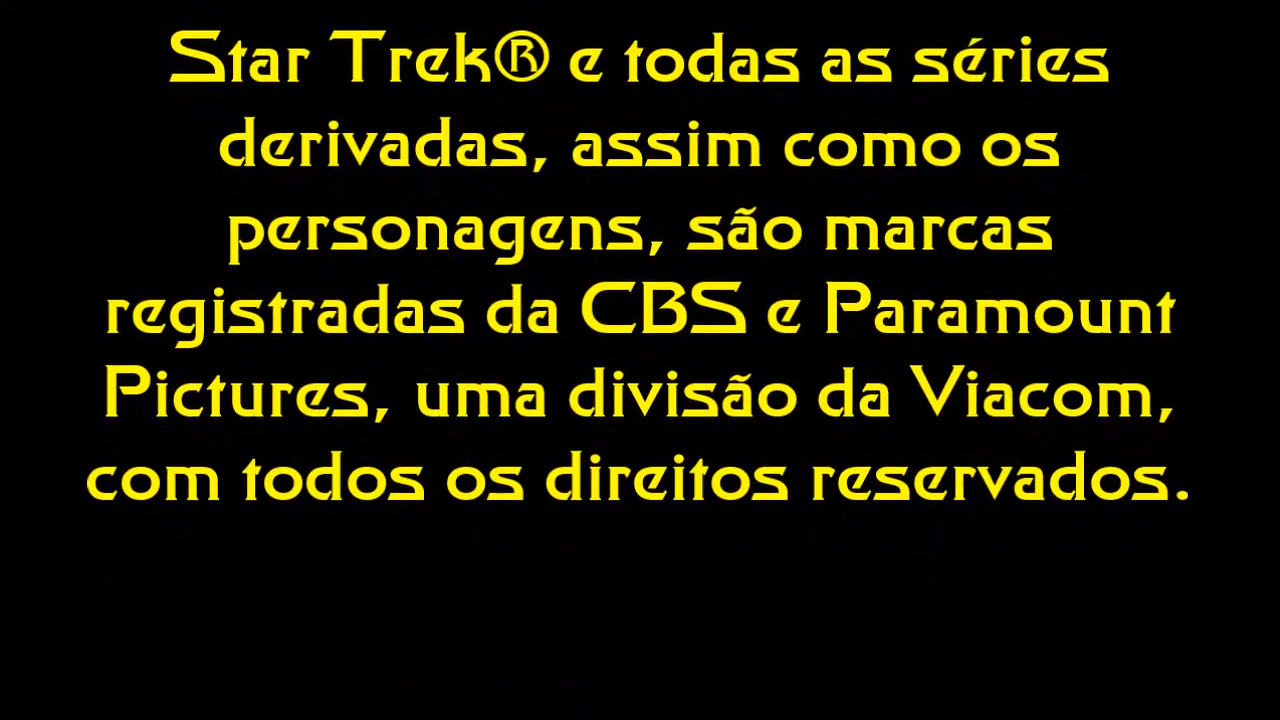 Star Trek® e todas as séries
derivadas, assim como os
personagens, são marcas
registradas da CBS e Paramount
Pictures, uma divisão da Viacom,
com todos os direitos reservados.